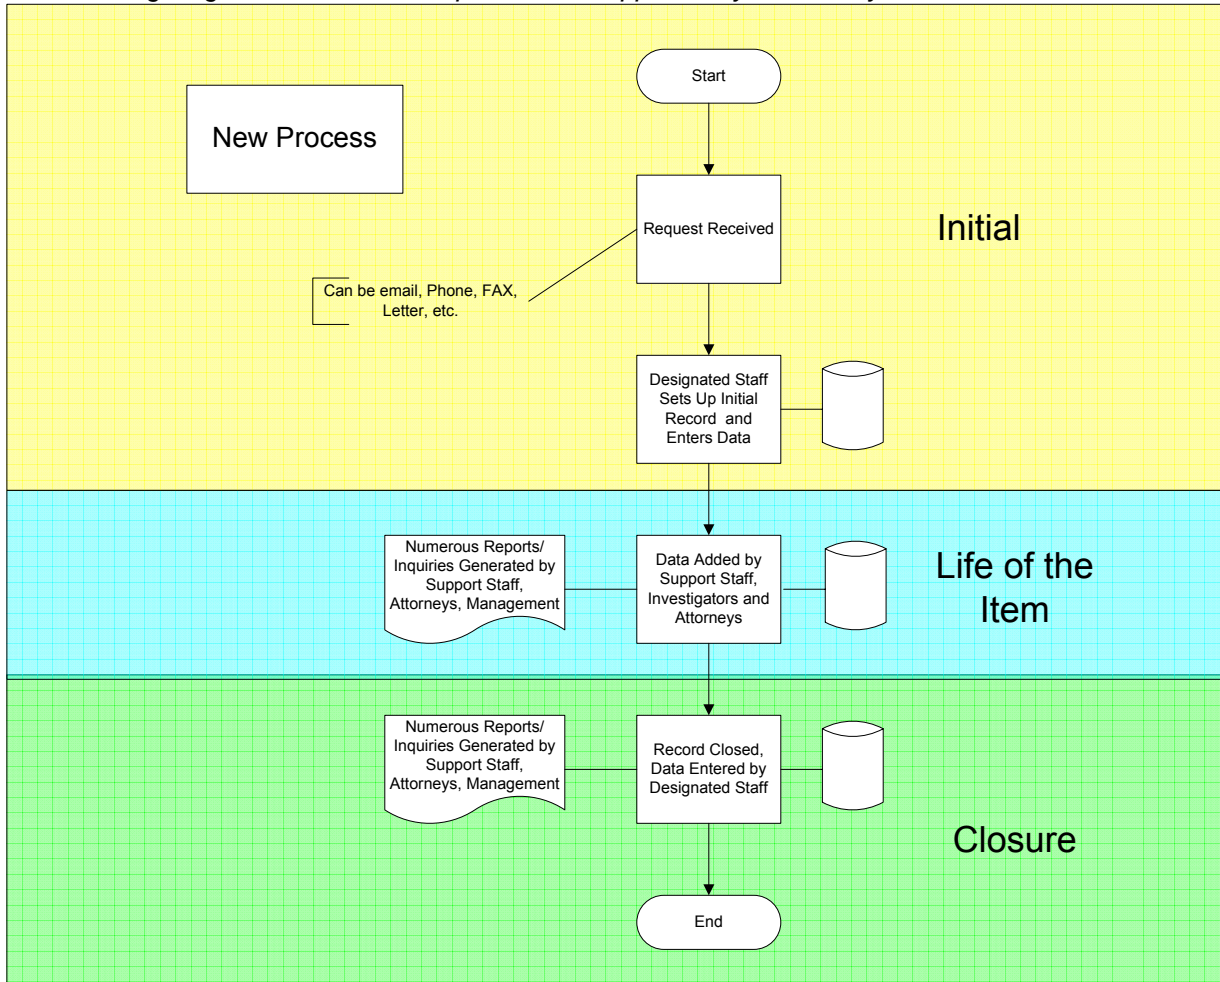 Start
New Process
Request Received
Initial
Can be email, Phone, FAX,
Letter, etc.
Designated Staff
Sets Up Initial
Record and
Enters Data
Numerous Reports/
Inquiries Generated by
Support Staff,
Attorneys, Management
Data Added by
Support Staff,
Investigators and
Attorneys
Life of the
Item
Numerous Reports/
Inquiries Generated by
Support Staff,
Attorneys, Management
Record Closed,
Data Entered by
Designated Staff
Closure
End